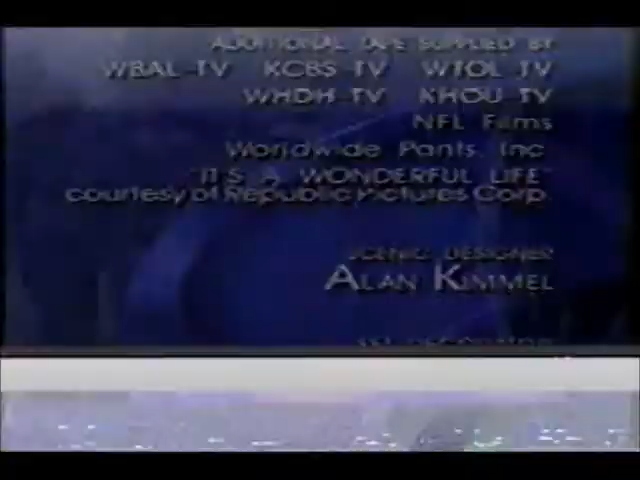 ADDITIONAL TAPE SUPPLIED BY
WBAL-TV KCBS-TV WTOL-TV
WHDH-TV KHOU-TV
NFL Films
Worldwide Pants, Inc
"IT'S A WONDERFUL LIFE"
courtesy of Republic Pictures Corp.
SCENIC DESIGNER
ALAN KIMMEL